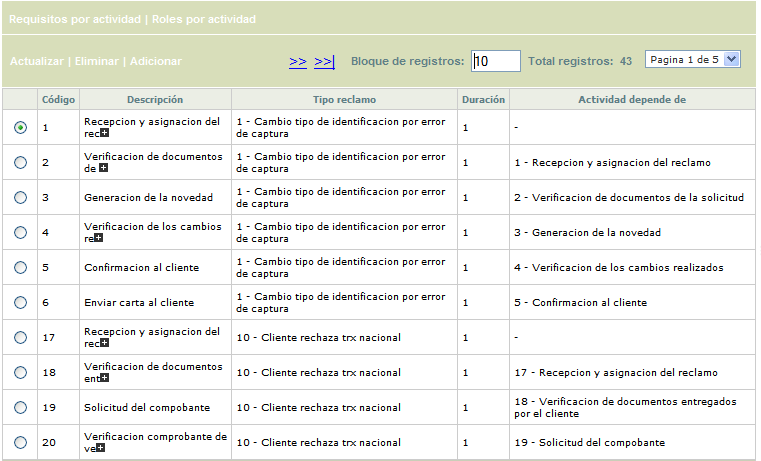 Requisitos por actividad | Roles por actividad
Actualizar | Eliminar | Adicionar >> >>| Bloque de registros: 10 Total registros: 43 Pagina 1 de 5
Código Descripción Tipo reclamo Duración Actividad depende de
1 Recepcion y asignacion del rec 1 - Cambio tipo de identificacion por error de captura 1 -
2 Verificacion de documentos de 1 - Cambio tipo de identificacion por error de captura 1 1 - Recepcion y asignacion del reclamo
3 Generacion de la novedad 1 - Cambio tipo de identificacion por error de captura 1 2 - Verificacion de documentos de la solicitud
4 Verificacion de los cambios re 1 - Cambio tipo de identificacion por error de captura 1 3 - Generacion de la novedad
5 Confirmacion al cliente 1 - Cambio tipo de identificacion por error de captura 1 4 - Verificacion de los cambios realizados
6 Enviar carta al cliente 1 - Cambio tipo de identificacion por error de captura 1 5 - Confirmacion al cliente
17 Recepcion y asignacion del rec 10 - Cliente rechaza trx nacional 1 -
18 Verificacion de documentos ent 10 - Cliente rechaza trx nacional 1 17 - Recepcion y asignacion del reclamo
19 Solicitud del compobante 10 - Cliente rechaza trx nacional 1 18 - Verificacion de documentos entregados por el cliente
20 Verificacion comprobante de ve 10 - Cliente rechaza trx nacional 1 19 - Solicitud del compobante